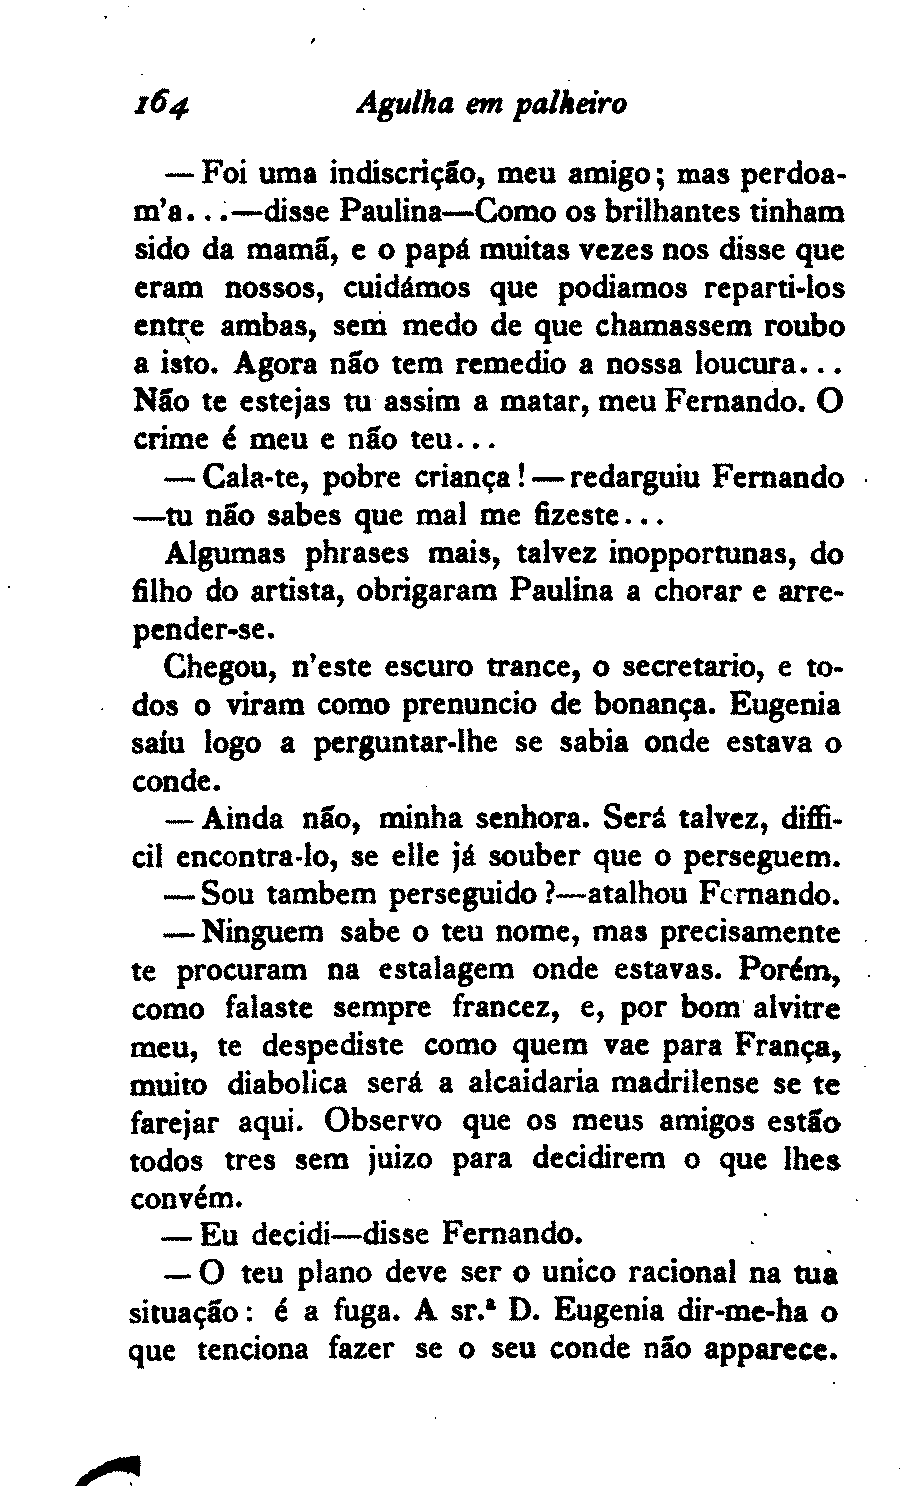 164 Agulha em palheiro
— Foi uma indiscrição, meu amigo; mas perdoa-
m'a...—disse Paulina—Como os brilhantes tinham
sido da mamã, e o papá muitas vezes nos disse que
eram nossos, cuidámos que podiamos reparti-los
entre ambas, sem medo de que chamassem roubo
a isto. Agora não tem remedio a nossa loucura...
Não te estejas tu assim a matar, meu Fernando. O
crime é meu e não teu...
— Cala-te, pobre criança! — redarguiu Fernando
—tu não sabes que mal me fizeste...
Algumas phrases mais, talvez inopportunas, do
filho do artista, obrigaram Paulina a chorar e arre-
pender-se.
Chegou, n'este escuro trance, o secretario, e to-
dos o viram como prenuncio de bonança. Eugenia
saíu logo a perguntar-lhe se sabia onde estava o
conde.
— Ainda não, minha senhora. Será talvez, diffi-
cil encontra-lo, se elle já souber que o perseguem.
— Sou tambem perseguido?—atalhou Fernando.
— Ninguem sabe o teu nome, mas precisamente
te procuram na estalagem onde estavas. Porém,
como falaste sempre francez, e, por bom alvitre
meu, te despediste como quem vae para França,
muito diabolica será a alcaidaria madrilense se te
farejar aqui. Observo que os meus amigos estão
todos tres sem juizo para decidirem o que lhes
convém.
— Eu decidi—disse Fernando.
— O teu plano deve ser o unico racional na tua
situação: é a fuga. A sr.ª D. Eugenia dir-me-ha o
que tenciona fazer se o seu conde não apparece.